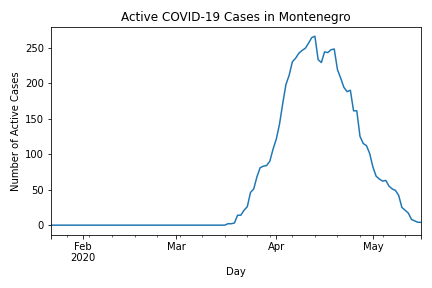 Active COVID-19 Cases in Montenegro
Number of Active Cases
250
200
150
100
50
0
Feb
2020
Mar
Apr
May
Day